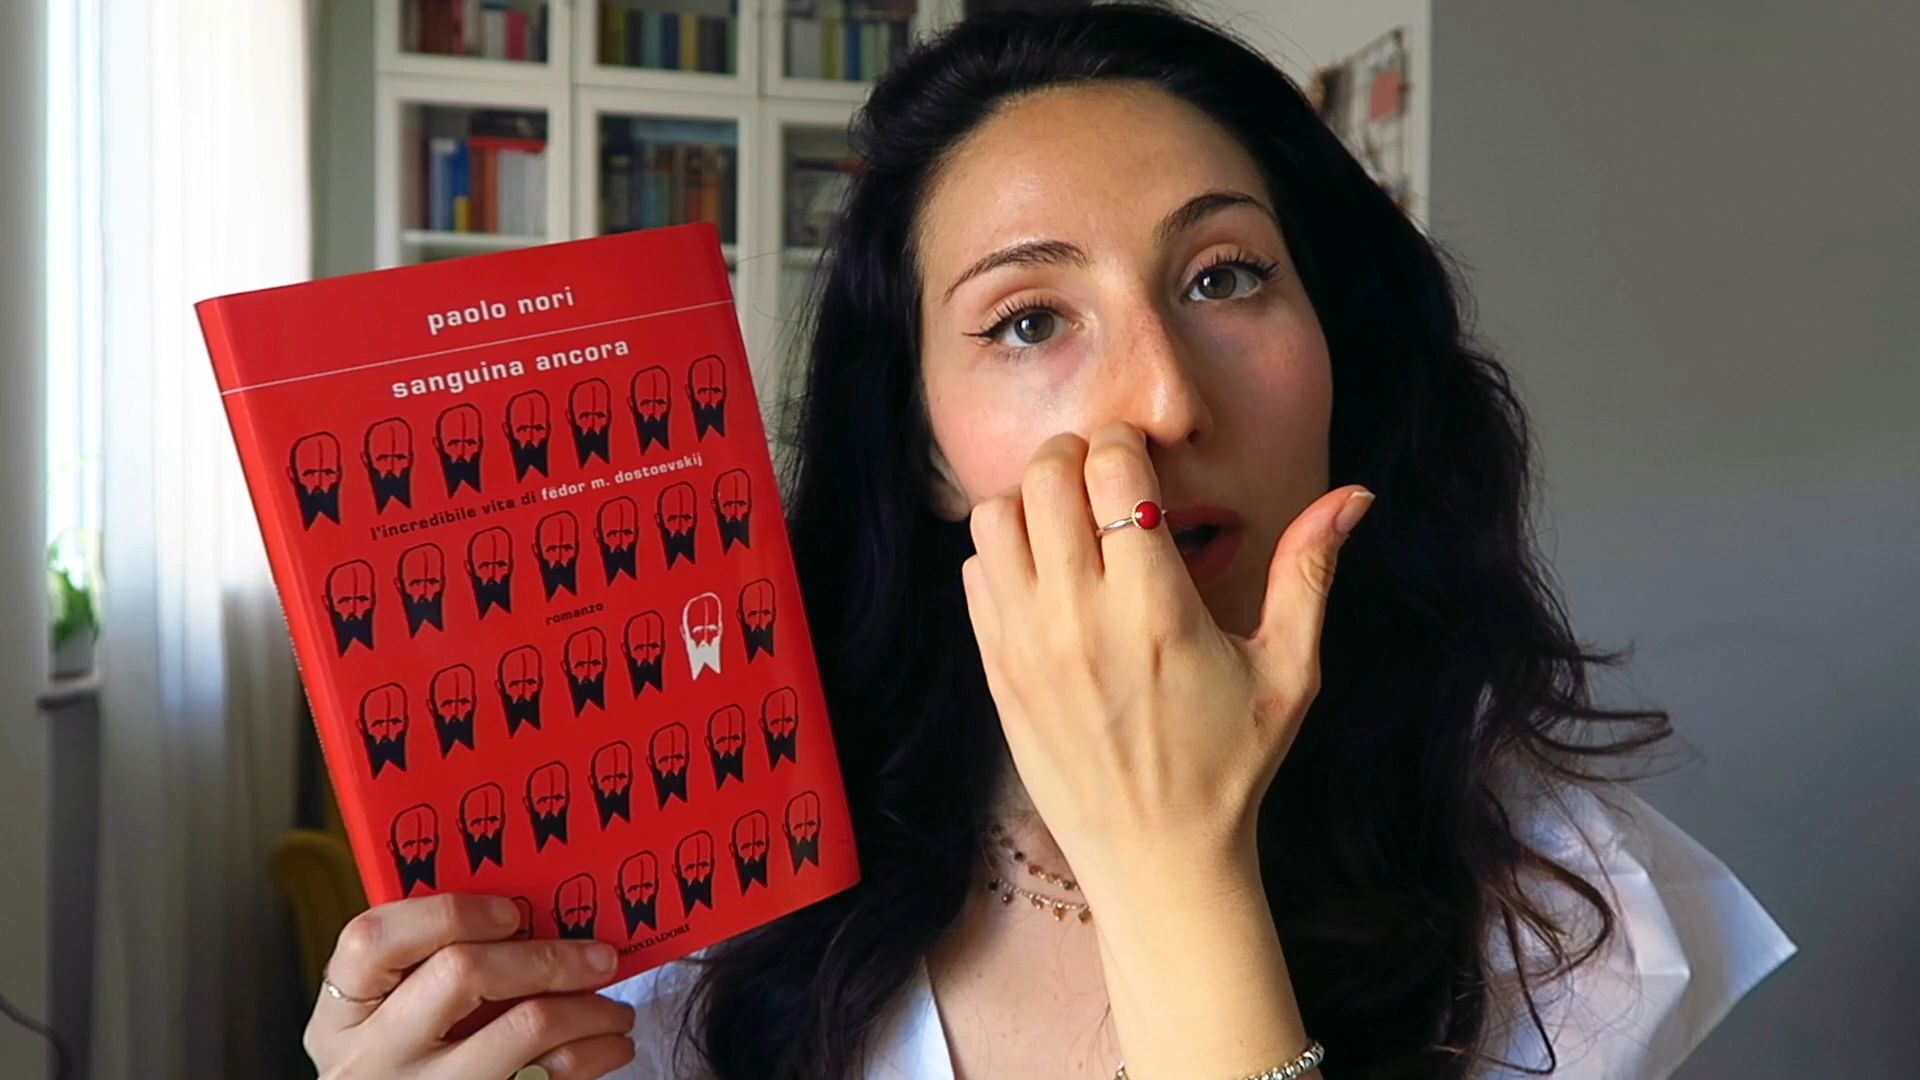 paolo nori
sanguina ancora
l'incredibile vita di fëdor m. dostoevskij
romanzo
MONDADORI